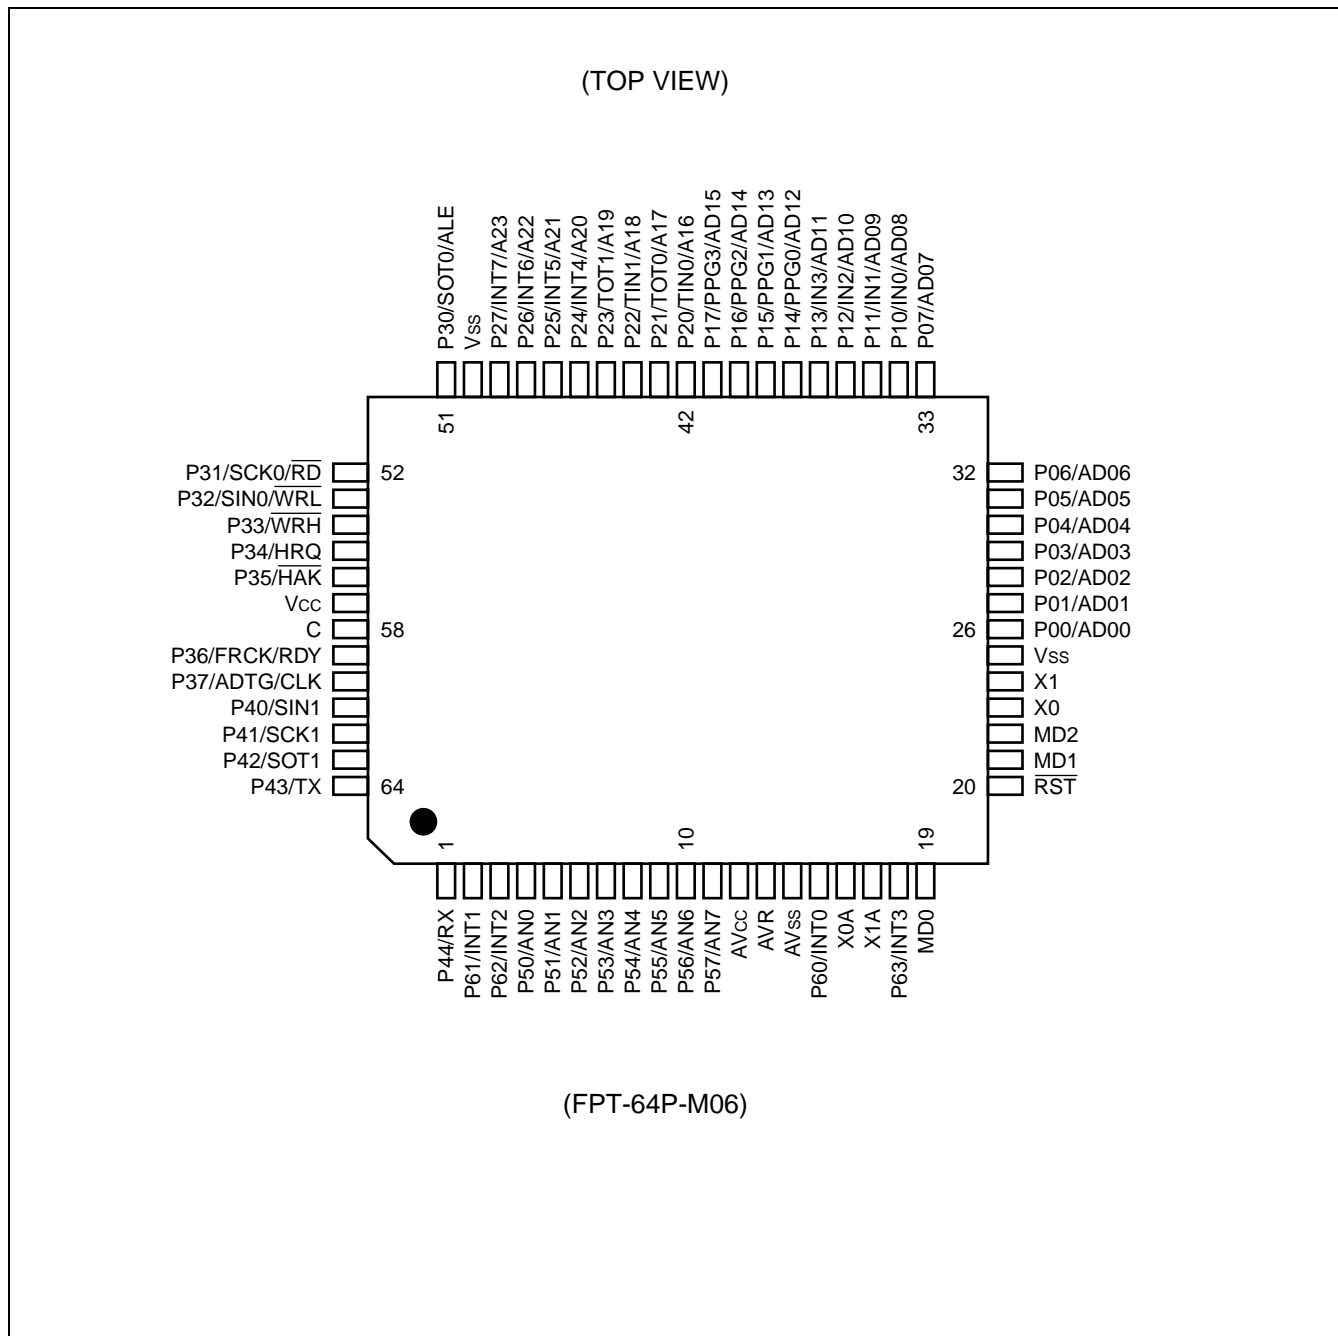 (TOP VIEW)
P30/SOT0/ALE
Vss
P27/INT7/A23
P26/INT6/A22
P25/INT5/A21
P24/INT4/A20
P23/TOT1/A19
P22/TIN1/A18
P21/TOT0/A17
P20/TIN0/A16
P17/PPG3/AD15
P16/PPG2/AD14
P15/PPG1/AD13
P14/PPG0/AD12
P13/IN3/AD11
P12/IN2/AD10
P11/IN1/AD09
P10/IN0/AD08
P07/AD07
51
42
33
P31/SCK0/R̅D̅
P32/SIN0/W̅R̅L̅
P33/W̅R̅H̅
P34/HRQ
P35/H̅A̅K̅
Vcc
C
P36/FRCK/RDY
P37/ADTG/CLK
P40/SIN1
P41/SCK1
P42/SOT1
P43/TX
52
58
64
32
26
20
P06/AD06
P05/AD05
P04/AD04
P03/AD03
P02/AD02
P01/AD01
P00/AD00
Vss
X1
X0
MD2
MD1
R̅S̅T̅
1
10
19
P44/RX
P61/INT1
P62/INT2
P50/AN0
P51/AN1
P52/AN2
P53/AN3
P54/AN4
P55/AN5
P56/AN6
P57/AN7
AVcc
AVR
AVss
P60/INT0
X0A
X1A
P63/INT3
MD0
(FPT-64P-M06)